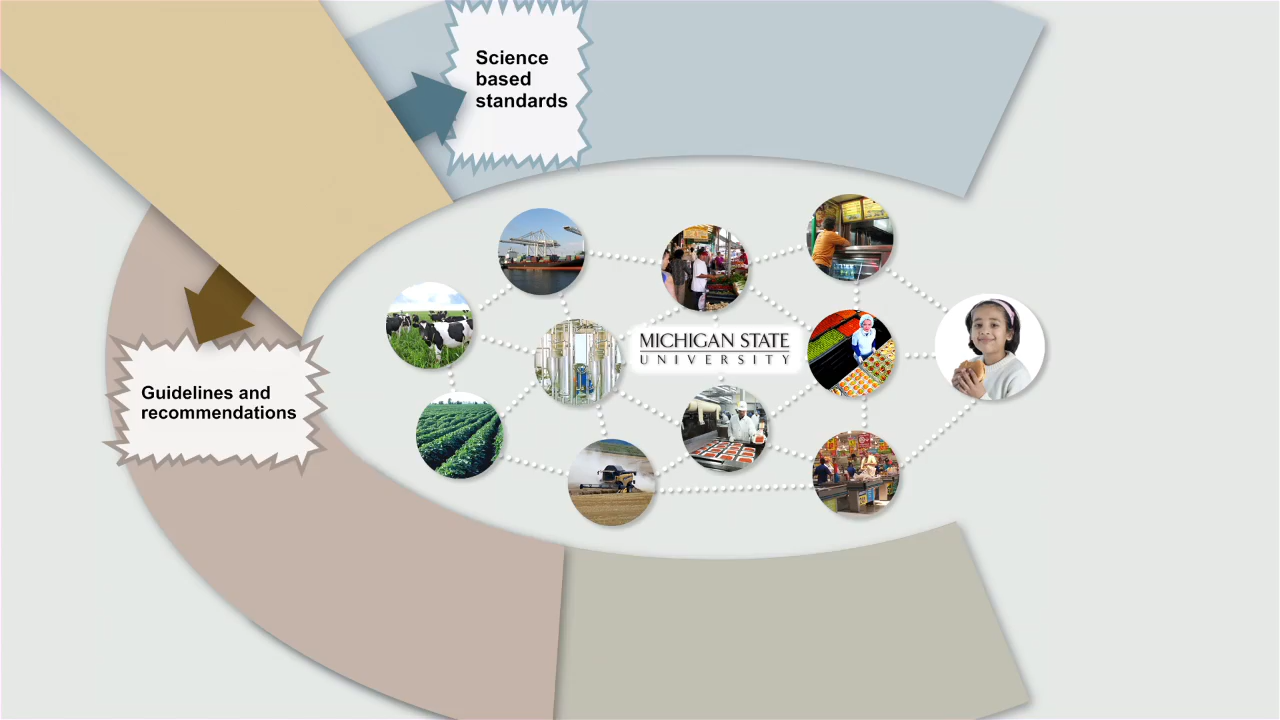 Science
based
standards
MICHIGAN STATE
UNIVERSITY
Guidelines and
recommendations